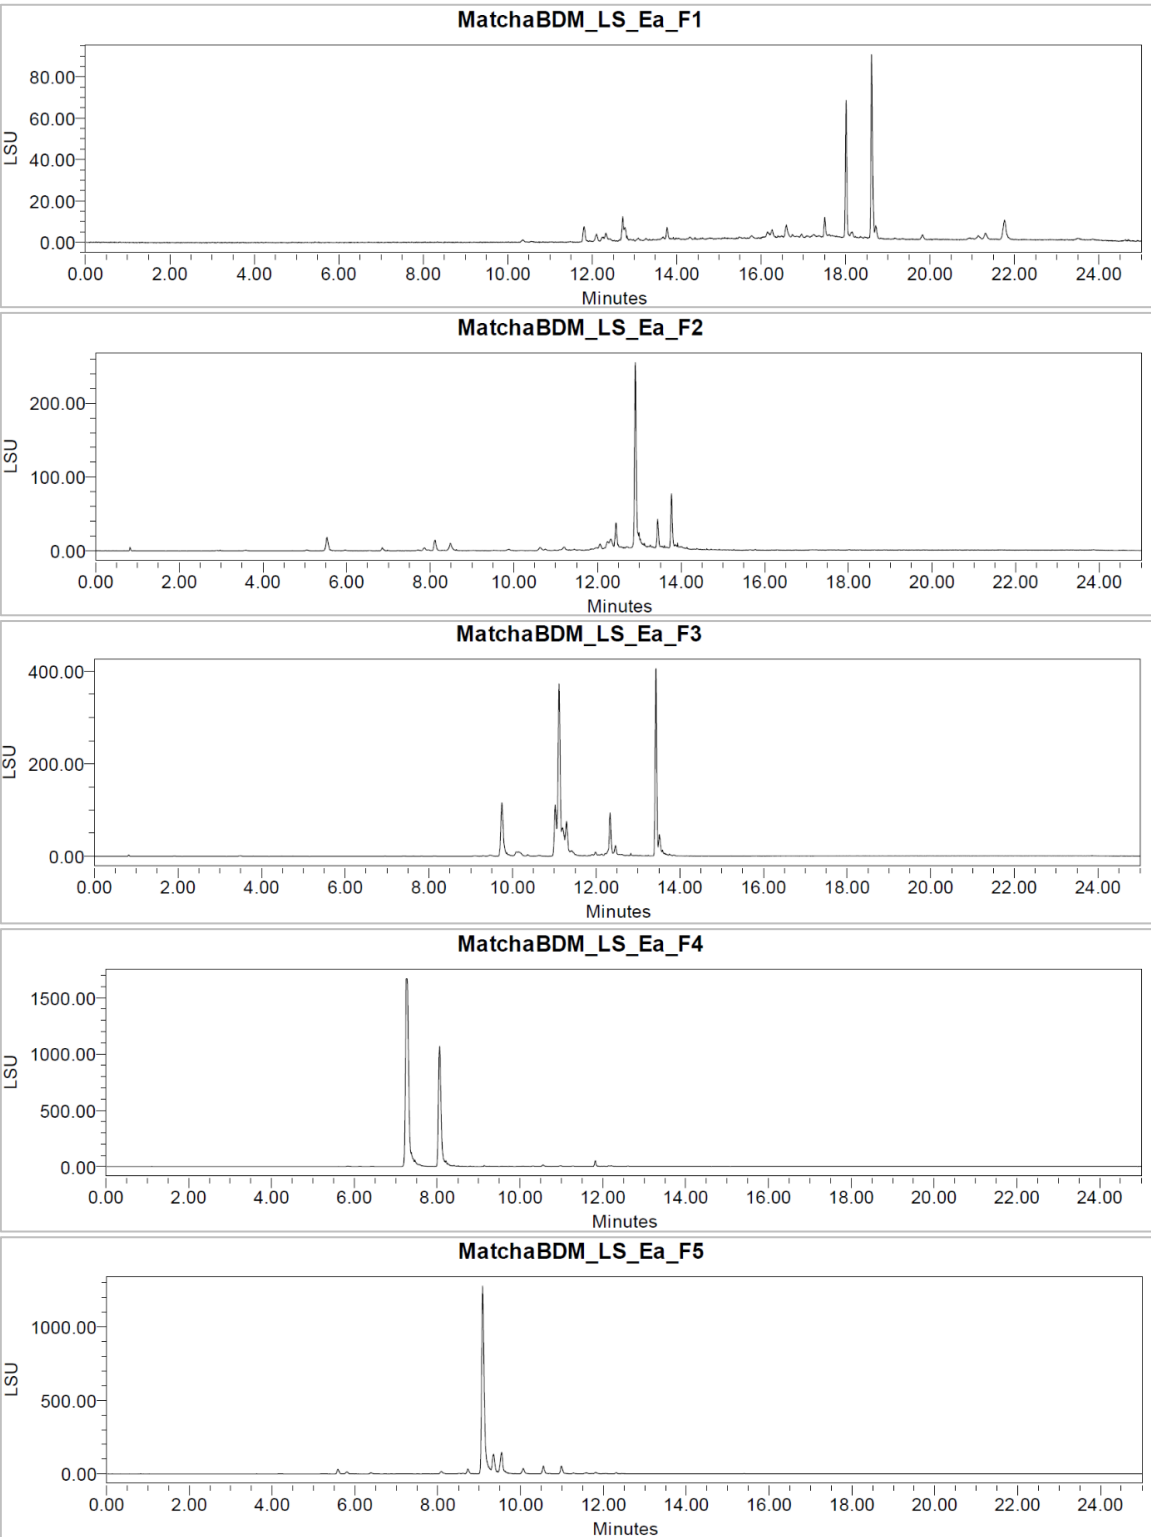 MatchaBDM_LS_Ea_F1
80.00
60.00
40.00
20.00
0.00
LSU
0.00 2.00 4.00 6.00 8.00 10.00 12.00 14.00 16.00 18.00 20.00 22.00 24.00
Minutes
MatchaBDM_LS_Ea_F2
200.00
100.00
0.00
LSU
0.00 2.00 4.00 6.00 8.00 10.00 12.00 14.00 16.00 18.00 20.00 22.00 24.00
Minutes
MatchaBDM_LS_Ea_F3
400.00
200.00
0.00
LSU
0.00 2.00 4.00 6.00 8.00 10.00 12.00 14.00 16.00 18.00 20.00 22.00 24.00
Minutes
MatchaBDM_LS_Ea_F4
1500.00
1000.00
500.00
0.00
LSU
0.00 2.00 4.00 6.00 8.00 10.00 12.00 14.00 16.00 18.00 20.00 22.00 24.00
Minutes
MatchaBDM_LS_Ea_F5
1000.00
500.00
0.00
LSU
0.00 2.00 4.00 6.00 8.00 10.00 12.00 14.00 16.00 18.00 20.00 22.00 24.00
Minutes